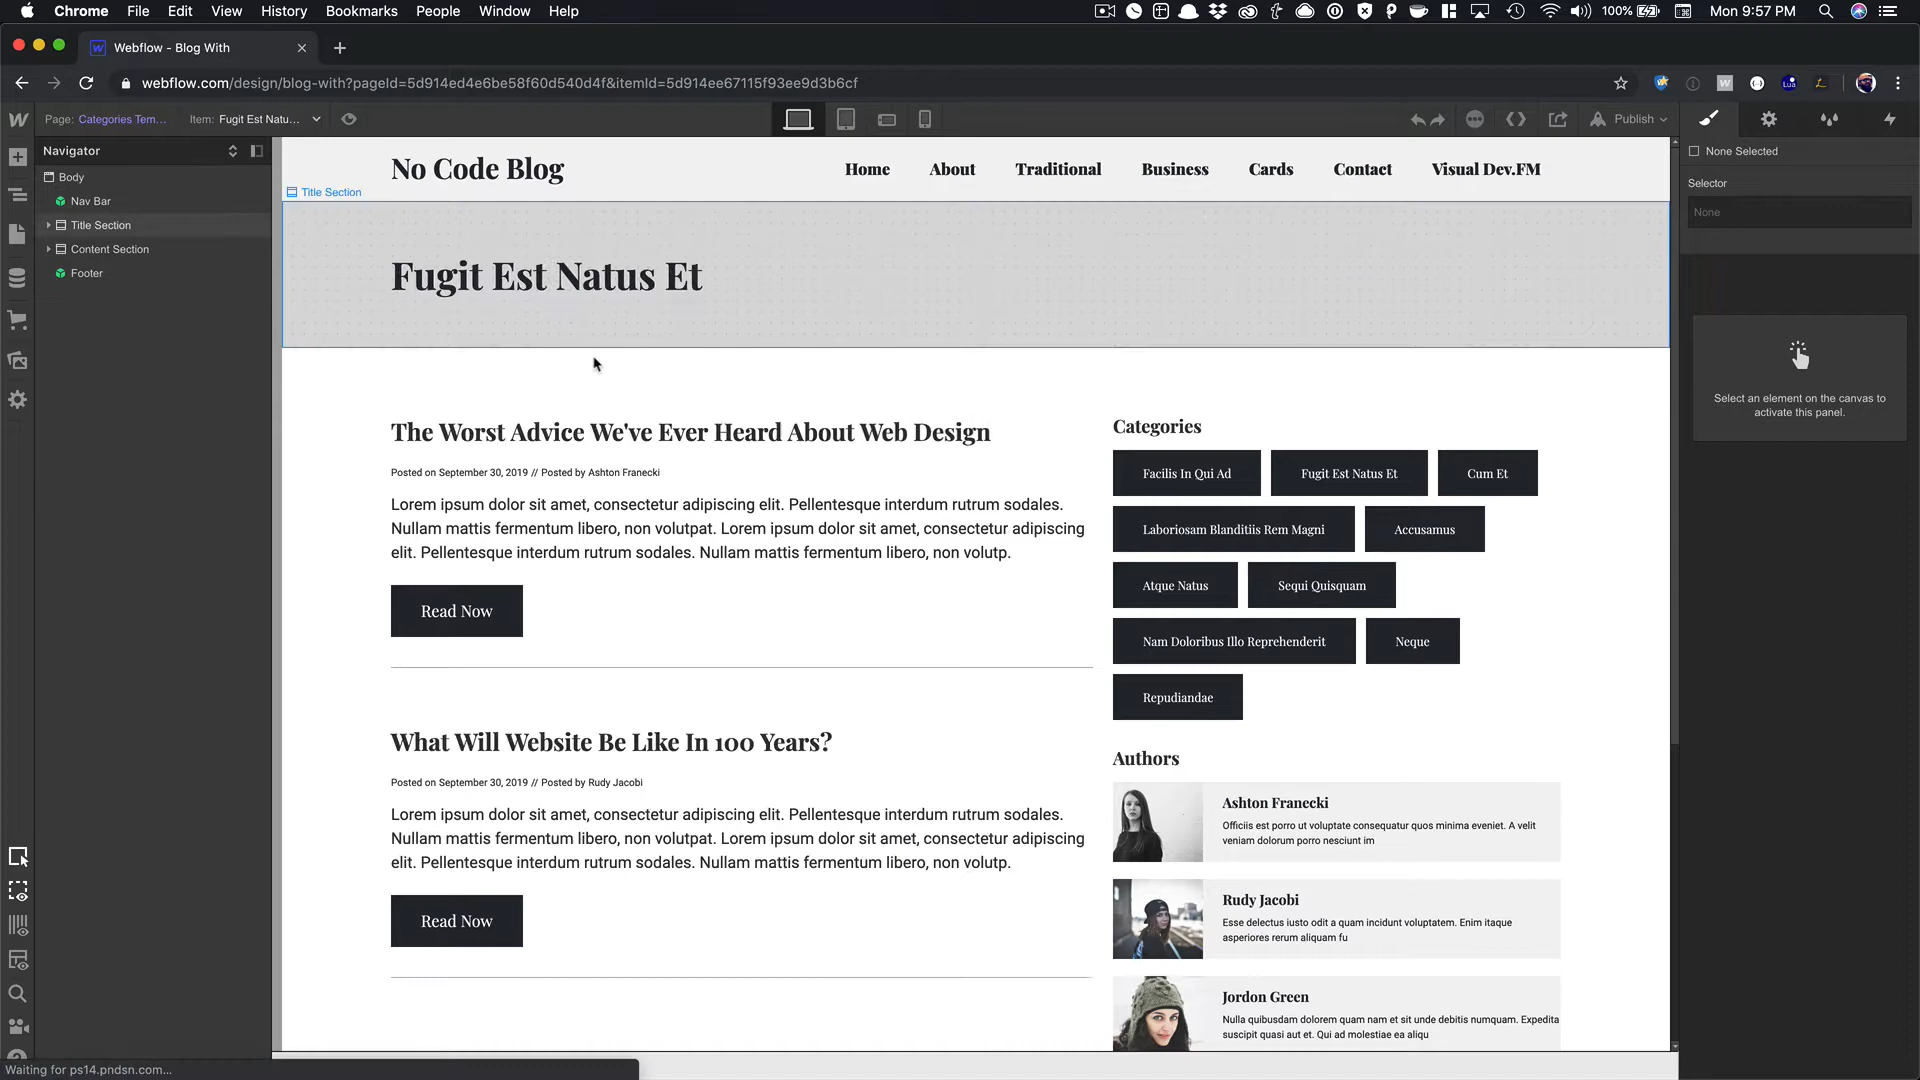 Chrome File Edit View History Bookmarks People Window Help
100% Mon 9:57 PM
Webflow - Blog With
webflow.com/design/blog-with?pageId=5d914ed4e6be58f60d540d4f&itemId=5d914ee67115f93ee9d3b6cf
Page: Categories Tem... Item: Fugit Est Natu...
Publish
Navigator
Body
Nav Bar
Title Section
Content Section
Footer
No Code Blog
Home About Traditional Business Cards Contact Visual Dev.FM
Title Section
Fugit Est Natus Et
The Worst Advice We've Ever Heard About Web Design
Posted on September 30, 2019 // Posted by Ashton Franecki
Lorem ipsum dolor sit amet, consectetur adipiscing elit. Pellentesque interdum rutrum sodales.
Nullam mattis fermentum libero, non volutpat. Lorem ipsum dolor sit amet, consectetur adipiscing
elit. Pellentesque interdum rutrum sodales. Nullam mattis fermentum libero, non volutp.
Read Now
What Will Website Be Like In 100 Years?
Posted on September 30, 2019 // Posted by Rudy Jacobi
Lorem ipsum dolor sit amet, consectetur adipiscing elit. Pellentesque interdum rutrum sodales.
Nullam mattis fermentum libero, non volutpat. Lorem ipsum dolor sit amet, consectetur adipiscing
elit. Pellentesque interdum rutrum sodales. Nullam mattis fermentum libero, non volutp.
Read Now
Categories
Facilis In Qui Ad Fugit Est Natus Et Cum Et
Laboriosam Blanditiis Rem Magni Accusamus
Atque Natus Sequi Quisquam
Nam Doloribus Illo Reprehenderit Neque
Repudiandae
Authors
Ashton Franecki
Officiis est porro ut voluptate consequatur quos minima eveniet. A velit
veniam dolorum porro nesciunt im
Rudy Jacobi
Esse delectus iusto odit a quam incidunt voluptatem. Enim itaque
asperiores rerum aliquam fu
Jordon Green
Nulla quibusdam dolorem quam nam et sit unde debitis numquam. Expedita
suscipit quasi aut et. Qui ad molestiae ea aliqu
None Selected
Selector
None
Select an element on the canvas to
activate this panel.
Waiting for ps14.pndsn.com...